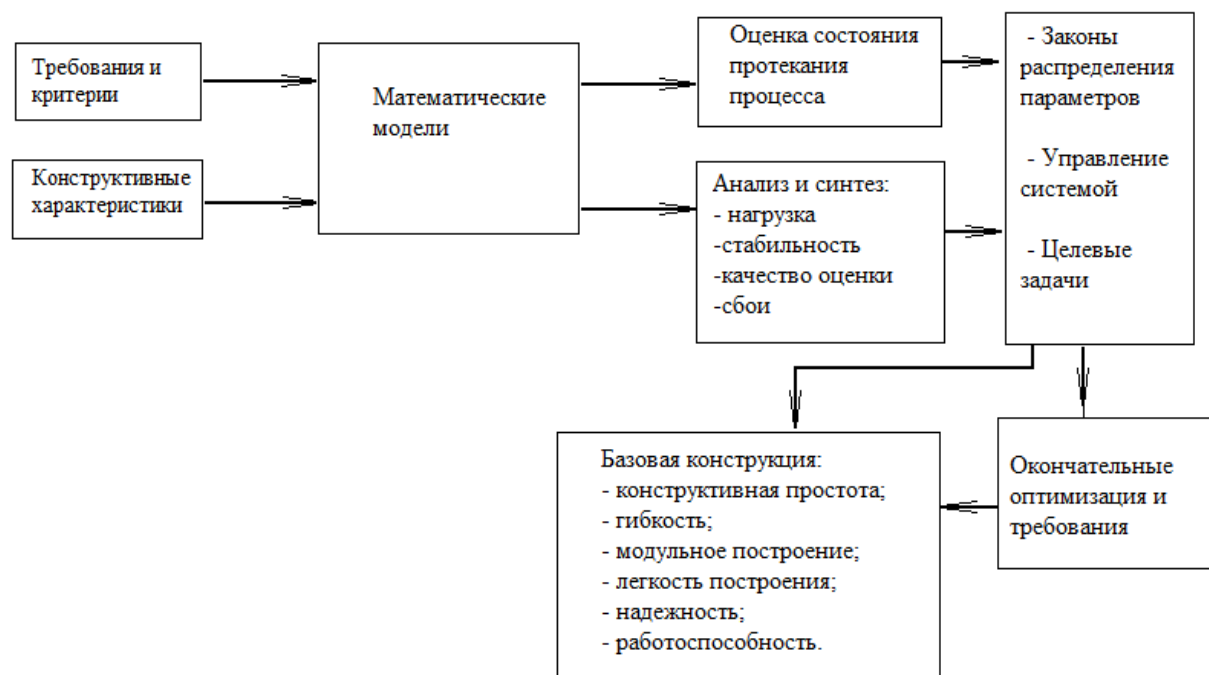 Требования и
критерии
Конструктивные
характеристики
Математические
модели
Оценка состояния
протекания
процесса
Анализ и синтез:
- нагрузка
-стабильность
-качество оценки
-сбои
- Законы
распределения
параметров
- Управление
системой
- Целевые
задачи
Базовая конструкция:
- конструктивная простота;
- гибкость;
- модульное построение;
- легкость построения;
- надежность;
- работоспособность.
Окончательные
оптимизация и
требования